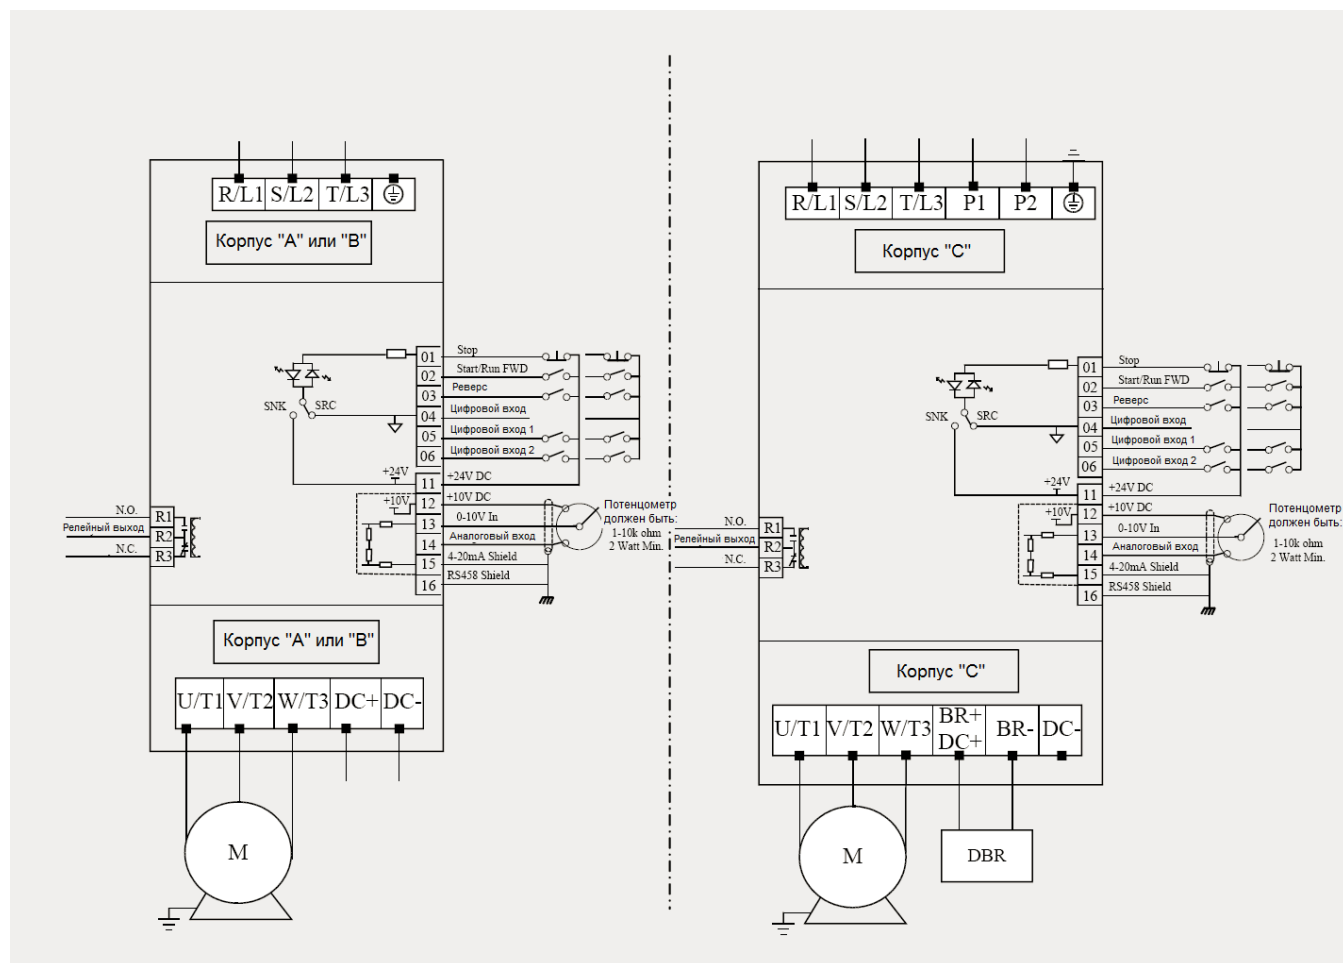 R/L1 S/L2 T/L3
Корпус "А" или "В"
SNK SRC
01 Stop
02 Start/Run FWD
03 Реверс
04 Цифровой вход
05 Цифровой вход 1
06 Цифровой вход 2
+24V 11 +24V DC
+10V 12 +10V DC
13 0-10V In
14 Аналоговый вход
15 4-20mA Shield
16 RS458 Shield
Потенцометр
должен быть:
1-10k ohm
2 Watt Min.
N.O. R1
Релейный выход R2
N.C. R3
Корпус "А" или "В"
U/T1 V/T2 W/T3 DC+ DC-
M
R/L1 S/L2 T/L3 P1 P2
Корпус "С"
SNK SRC
01 Stop
02 Start/Run FWD
03 Реверс
04 Цифровой вход
05 Цифровой вход 1
06 Цифровой вход 2
+24V 11 +24V DC
+10V 12 +10V DC
13 0-10V In
14 Аналоговый вход
15 4-20mA Shield
16 RS458 Shield
Потенцометр
должен быть:
1-10k ohm
2 Watt Min.
N.O. R1
Релейный выход R2
N.C. R3
Корпус "С"
U/T1 V/T2 W/T3 BR+ DC+ BR- DC-
M
DBR